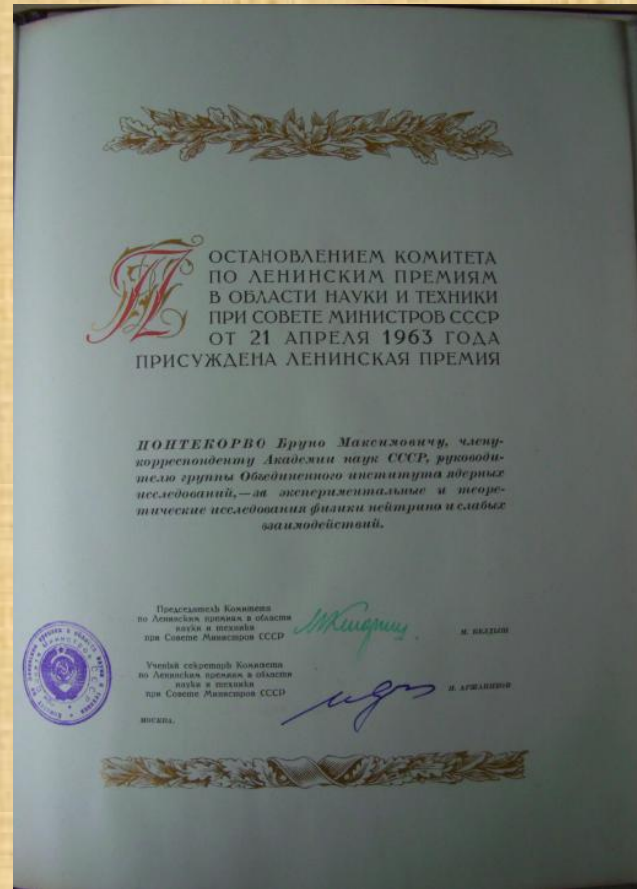 ПОСТАНОВЛЕНИЕМ КОМИТЕТА
ПО ЛЕНИНСКИМ ПРЕМИЯМ
В ОБЛАСТИ НАУКИ И ТЕХНИКИ
ПРИ СОВЕТЕ МИНИСТРОВ СССР
ОТ 21 АПРЕЛЯ 1963 ГОДА
ПРИСУЖДЕНА ЛЕНИНСКАЯ ПРЕМИЯ
ПОНТЕКОРВО Бруно Максимовичу, члену-
корреспонденту Академии наук СССР, руководи-
телю группы Объединенного института ядерных
исследований,—за экспериментальные и теоре-
тические исследования физики нейтрино и слабых
взаимодействий.
Председатель Комитета
по Ленинским премиям в области
науки и техники
при Совете Министров СССР
М. КЕЛДЫШ
Ученый секретарь Комитета
по Ленинским премиям в области
науки и техники
при Совете Министров СССР
И. АРЖАНИКОВ
МОСКВА.